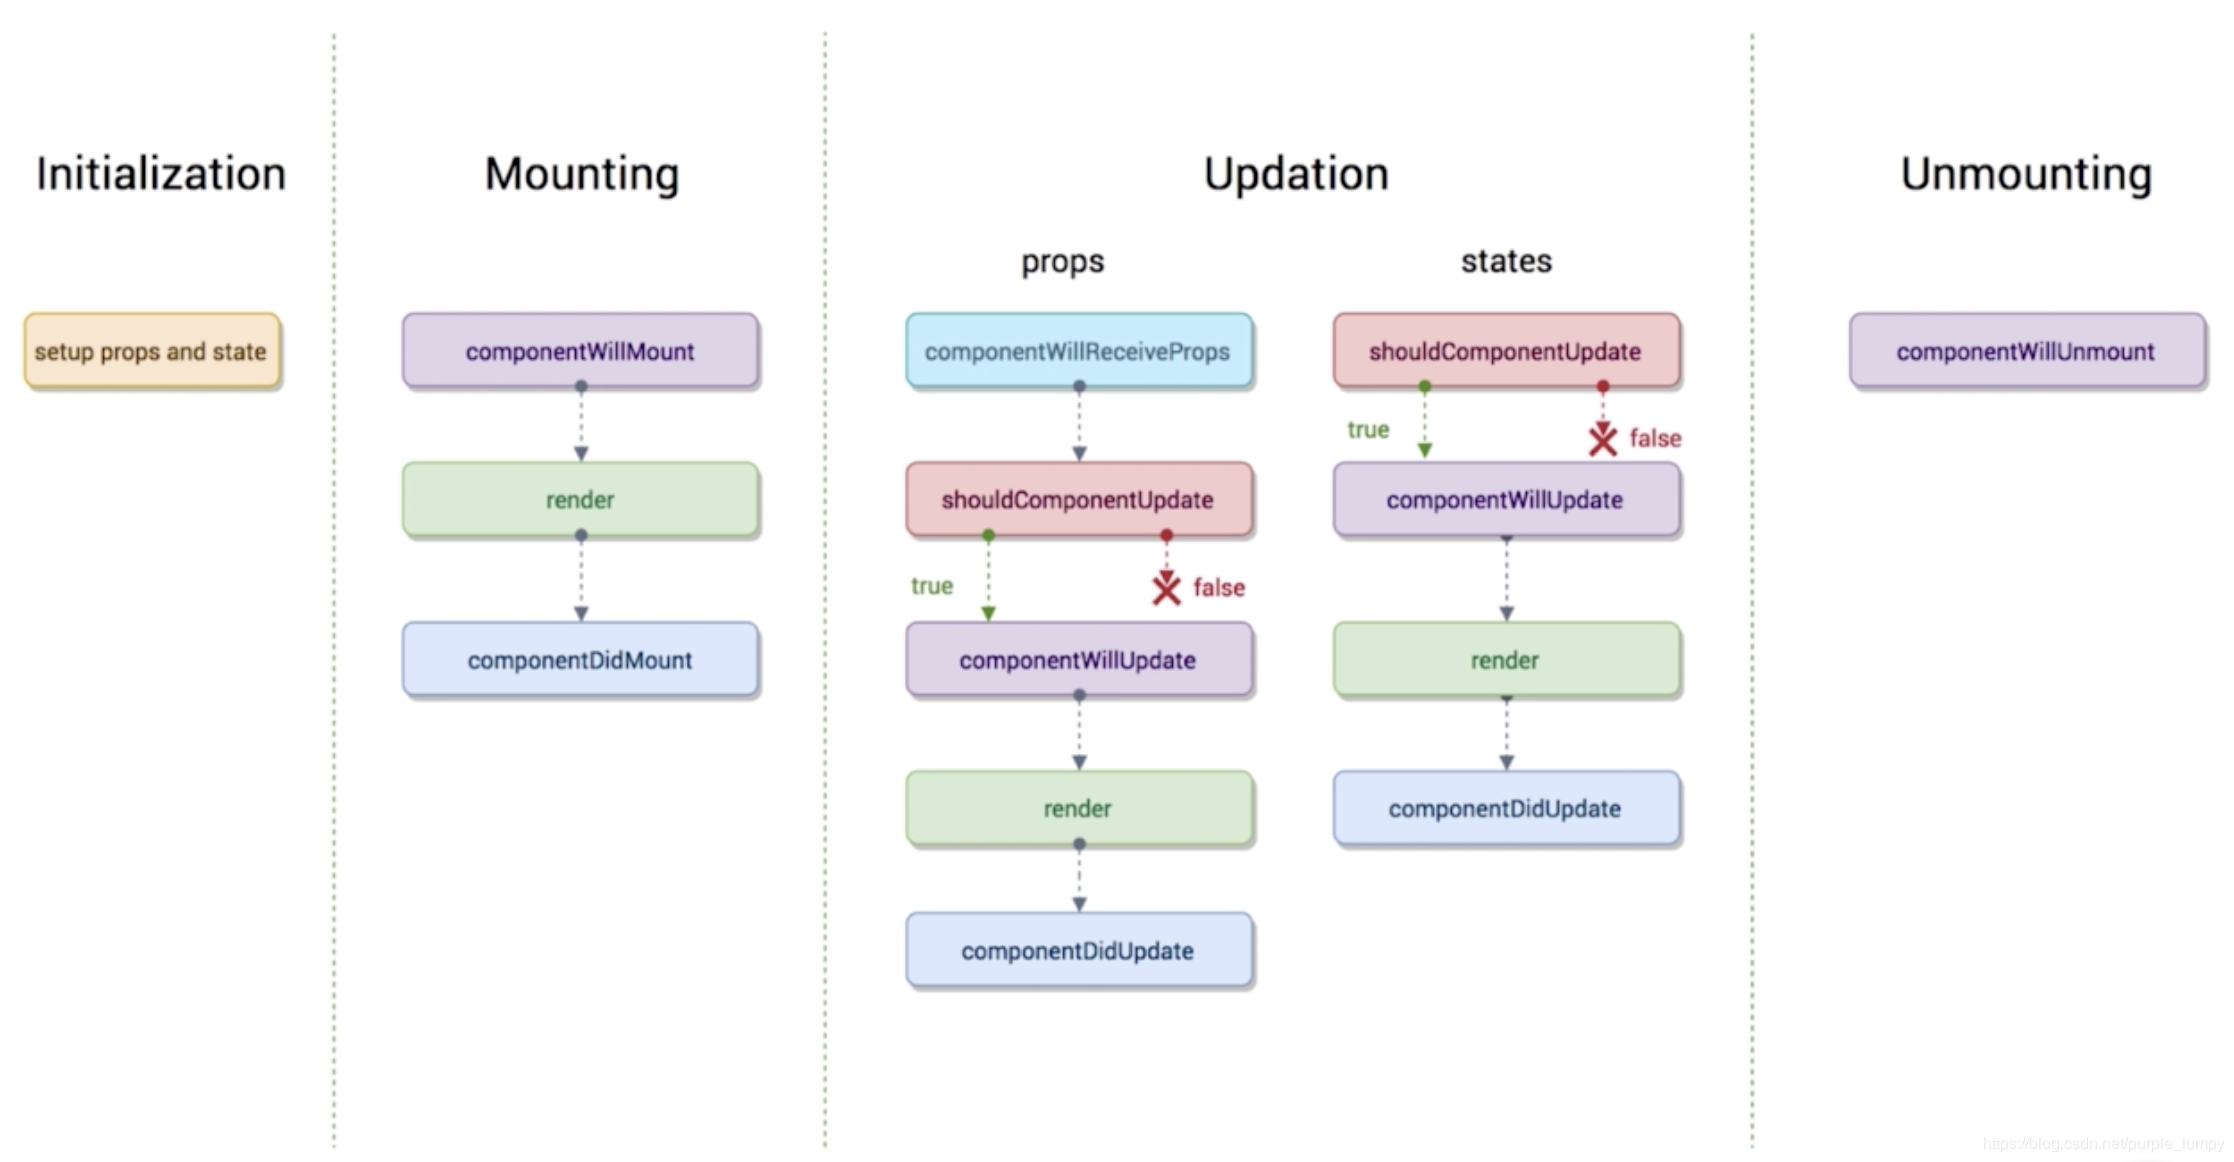 Initialization
setup props and state
Mounting
componentWillMount
render
componentDidMount
Updation
props
componentWillReceiveProps
shouldComponentUpdate
true
false
componentWillUpdate
render
componentDidUpdate
states
shouldComponentUpdate
true
false
componentWillUpdate
render
componentDidUpdate
Unmounting
componentWillUnmount
https://blog.csdn.net/purple_lumpy